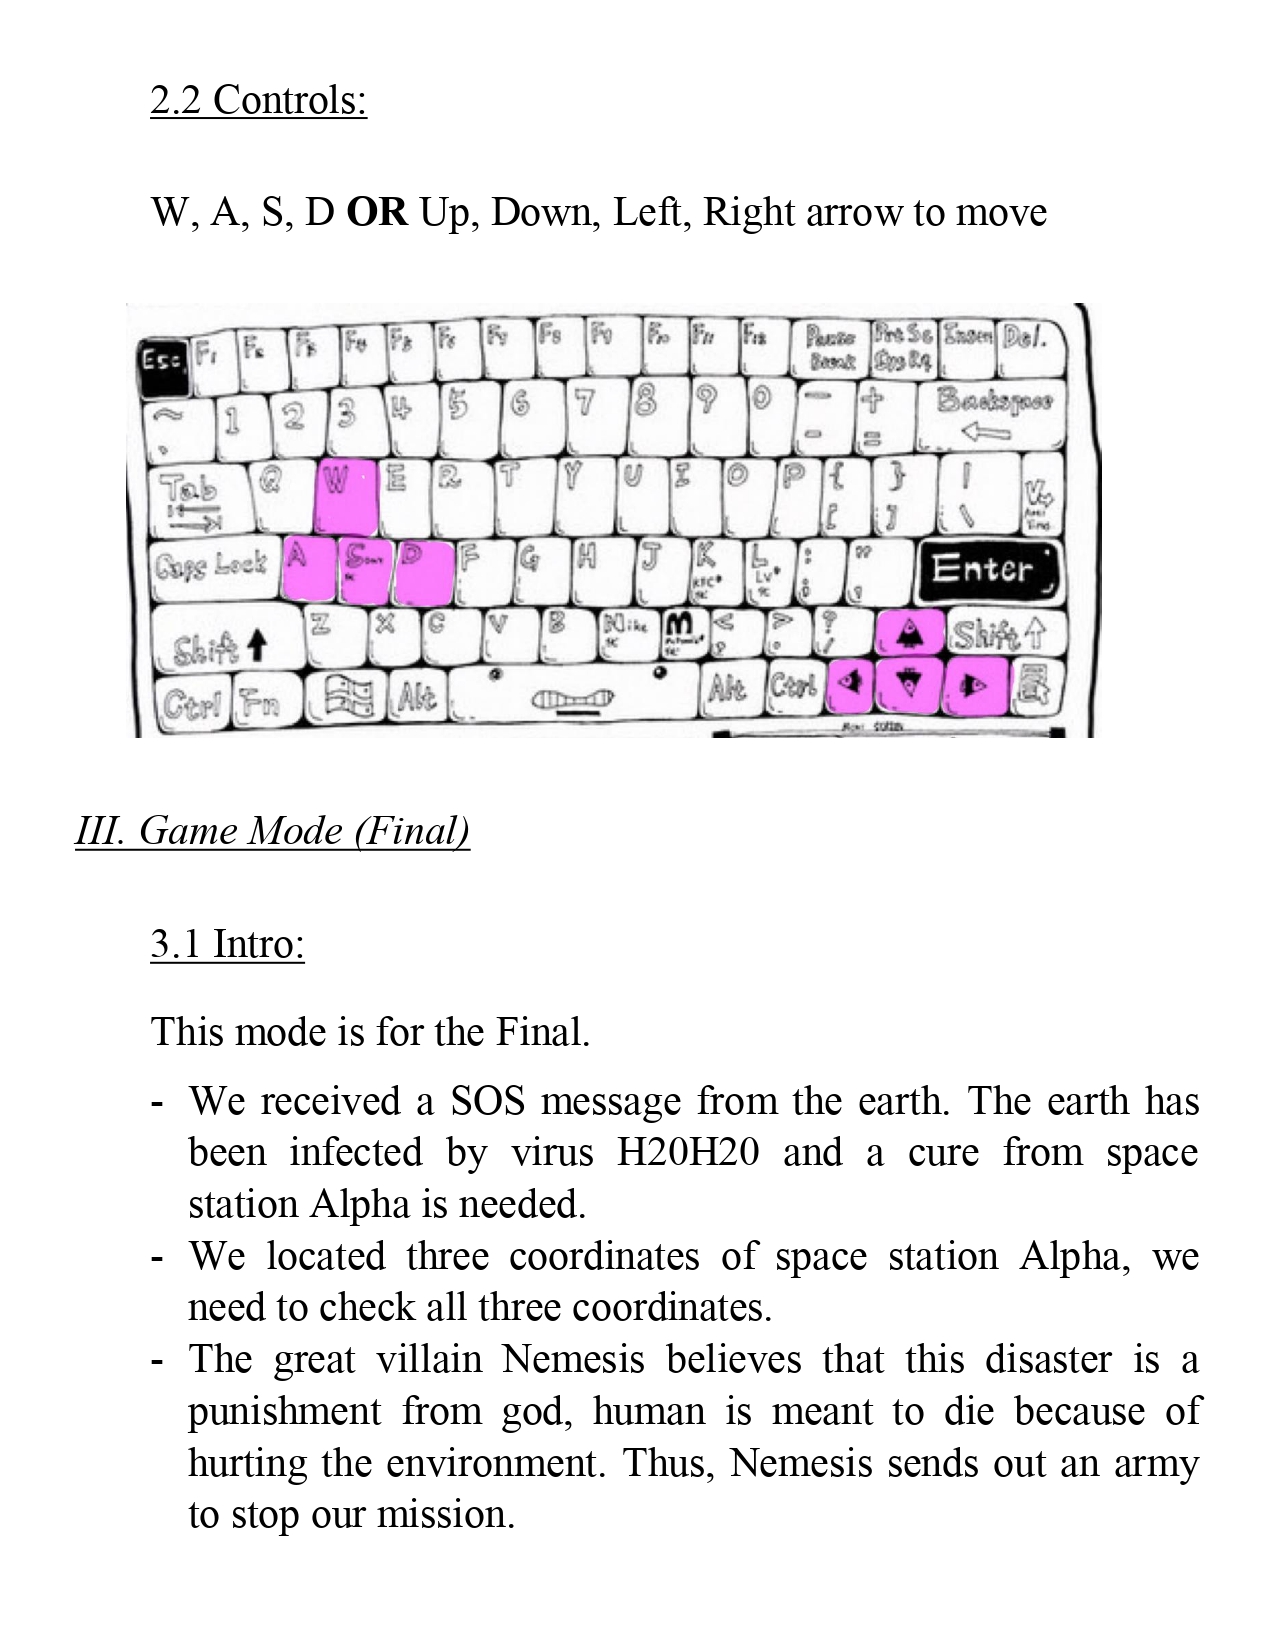 2.2 Controls:
W, A, S, D OR Up, Down, Left, Right arrow to move
Esc F1 F2 F3 F4 F5 F6 F7 F8 F9 F10 F11 F12 Pause Break Prt Sc Sys Rq Insert Del.
~ 1 2 3 4 5 6 7 8 9 0 - - + = Backspace
Tab Q W E R T Y U I O P { [ } ] | \
Caps Lock A Sony D F G H J K KFC L LV : ; " Enter
Shift Z X C V B Nike M < > ? / Shift
Ctrl Fn Alt Alt Ctrl
III. Game Mode (Final)
3.1 Intro:
This mode is for the Final.
- We received a SOS message from the earth. The earth has
been infected by virus H20H20 and a cure from space
station Alpha is needed.
- We located three coordinates of space station Alpha, we
need to check all three coordinates.
- The great villain Nemesis believes that this disaster is a
punishment from god, human is meant to die because of
hurting the environment. Thus, Nemesis sends out an army
to stop our mission.